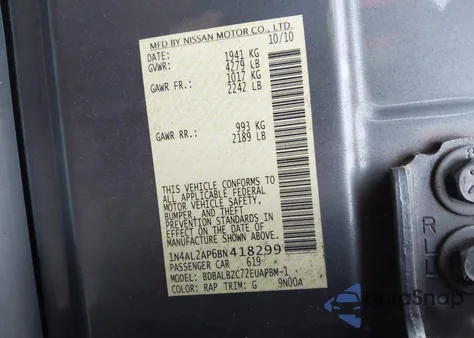 MFD BY NISSAN MOTOR CO., LTD.
DATE: 10/10
GVWR: 1941 KG
4279 LB
GAWR FR.: 1017 KG
2242 LB
GAWR RR.: 993 KG
2189 LB
THIS VEHICLE CONFORMS TO
ALL APPLICABLE FEDERAL
MOTOR VEHICLE SAFETY,
BUMPER, AND THEFT
PREVENTION STANDARDS IN
EFFECT ON THE DATE OF
MANUFACTURE SHOWN ABOVE.
1N4AL2AP6BN418299
PASSENGER CAR 619
MODEL: BDBALBZC72EUAPBM-1
COLOR: RAP TRIM: G 9N00A
R
AutoSnap